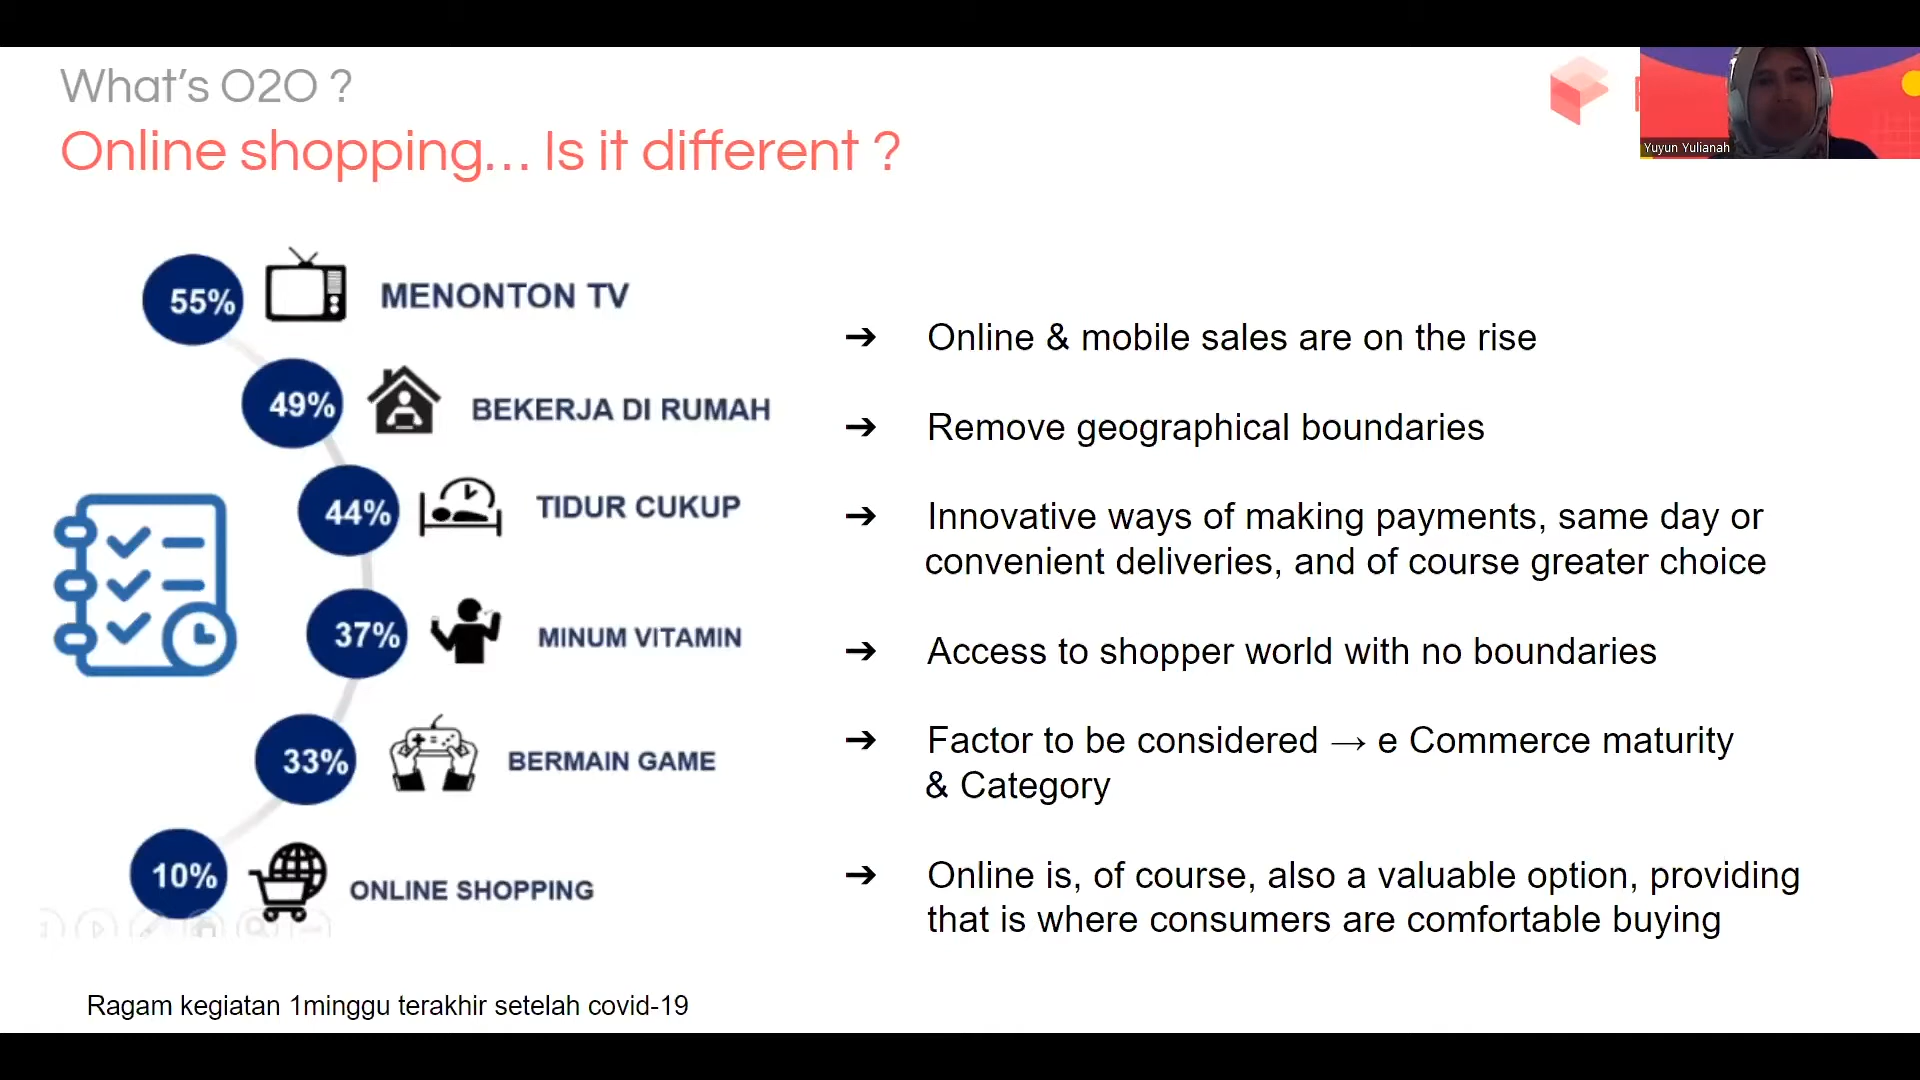 What's O2O ?
Online shopping... Is it different ?
Yuyun Yulianah
55%
MENONTON TV
49%
BEKERJA DI RUMAH
44%
TIDUR CUKUP
37%
MINUM VITAMIN
33%
BERMAIN GAME
10%
ONLINE SHOPPING
➔ Online & mobile sales are on the rise
➔ Remove geographical boundaries
➔ Innovative ways of making payments, same day or
convenient deliveries, and of course greater choice
➔ Access to shopper world with no boundaries
➔ Factor to be considered → e Commerce maturity
& Category
➔ Online is, of course, also a valuable option, providing
that is where consumers are comfortable buying
Ragam kegiatan 1minggu terakhir setelah covid-19